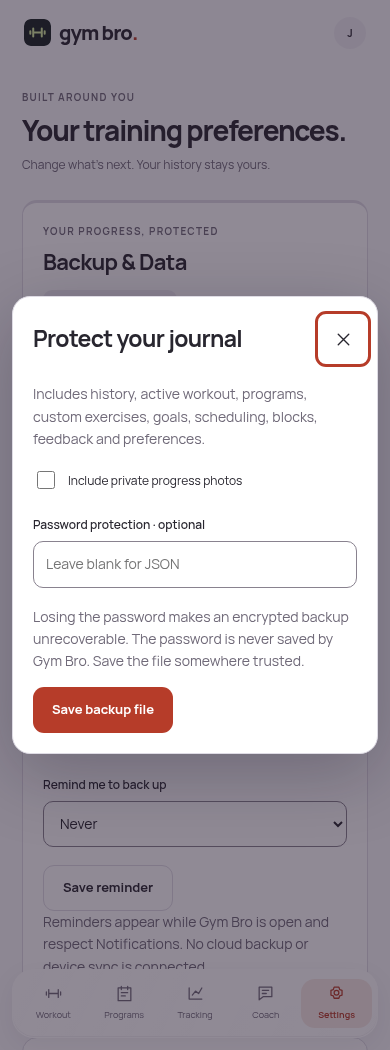 gym bro.
J
BUILT AROUND YOU
Your training preferences.
Change what's next. Your history stays yours.
YOUR PROGRESS, PROTECTED
Backup & Data
Protect your journal
Includes history, active workout, programs,
custom exercises, goals, scheduling, blocks,
feedback and preferences.
Include private progress photos
Password protection · optional
Leave blank for JSON
Losing the password makes an encrypted backup
unrecoverable. The password is never saved by
Gym Bro. Save the file somewhere trusted.
Save backup file
Remind me to back up
Never
Save reminder
Reminders appear while Gym Bro is open and
respect Notifications. No cloud backup or
device sync is connected.
Workout
Programs
Tracking
Coach
Settings